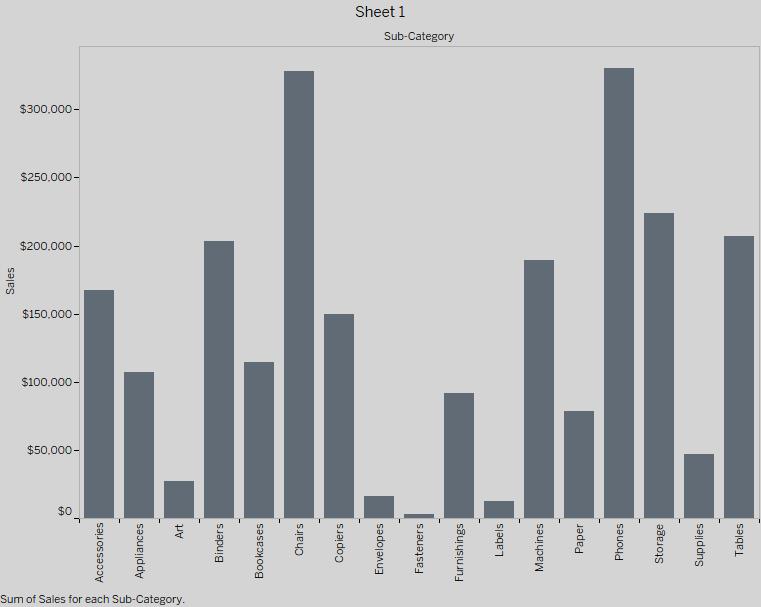 Sheet 1
Sub-Category
Sales
$300,000
$250,000
$200,000
$150,000
$100,000
$50,000
$0
Accessories
Appliances
Art
Binders
Bookcases
Chairs
Copiers
Envelopes
Fasteners
Furnishings
Labels
Machines
Paper
Phones
Storage
Supplies
Tables
Sum of Sales for each Sub-Category.